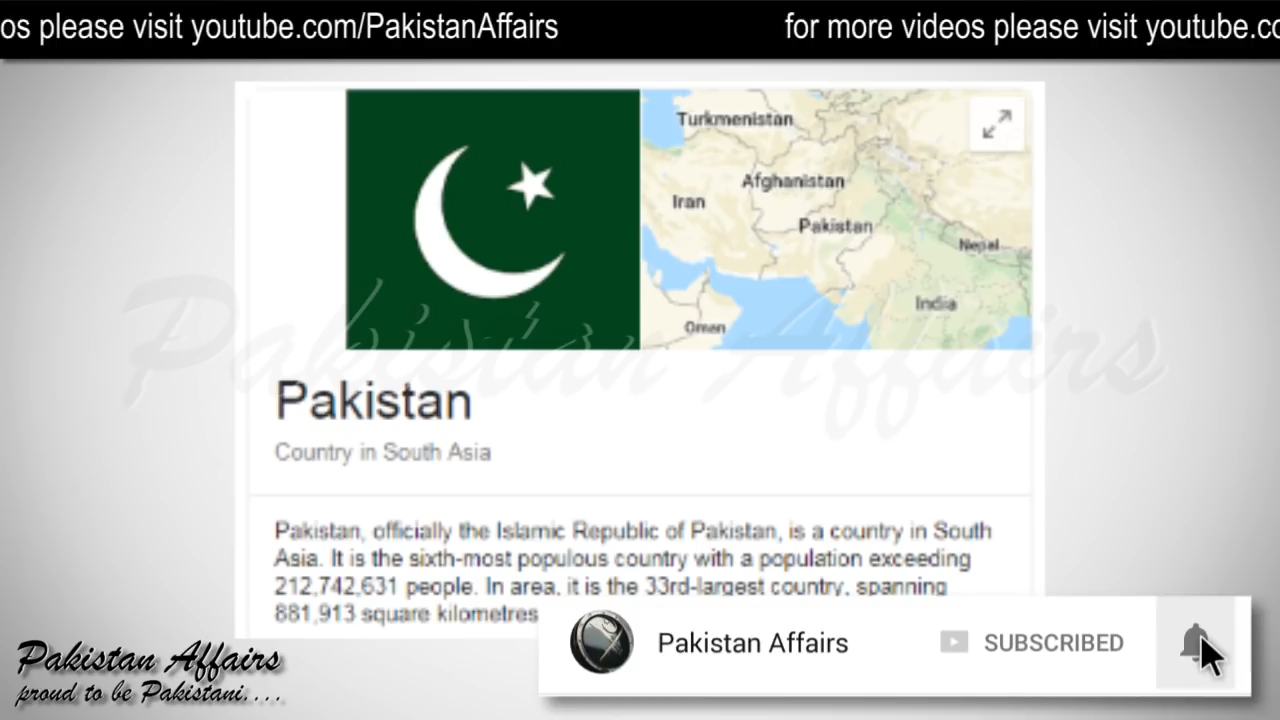 os please visit youtube.com/PakistanAffairs
for more videos please visit youtube.co
Turkmenistan
Afghanistan
Iran
Pakistan
Nepal
India
Oman
Pakistan Affairs
Pakistan
Country in South Asia
Pakistan, officially the Islamic Republic of Pakistan, is a country in South
Asia. It is the sixth-most populous country with a population exceeding
212,742,631 people. In area, it is the 33rd-largest country, spanning
881,913 square kilometres
Pakistan Affairs
SUBSCRIBED
Pakistan Affairs
proud to be Pakistani....